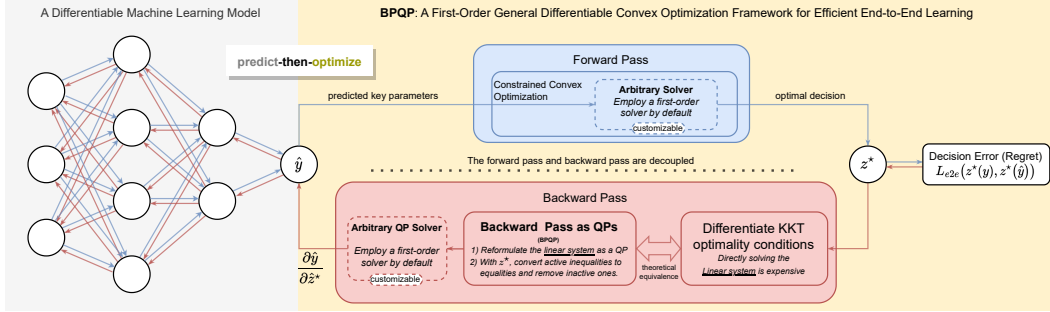 A Differentiable Machine Learning Model
BPQP: A First-Order General Differentiable Convex Optimization Framework for Efficient End-to-End Learning
predict-then-optimize
Forward Pass
Constrained Convex
Optimization
Arbitrary Solver
Employ a first-order
solver by default
customizable
predicted key parameters
optimal decision
ŷ
The forward pass and backward pass are decoupled
z⋆
Decision Error (Regret)
L_{e2e}(z⋆(y), z⋆(ŷ))
Backward Pass
Arbitrary QP Solver
Employ a first-order
solver by default
customizable
Backward Pass as QPs
(BPQP)
1) Reformulate the linear system as a QP
2) With z⋆, convert active inequalities to
equalities and remove inactive ones.
theoretical
equivalence
Differentiate KKT
optimality conditions
Directly solving the
Linear system is expensive
∂ŷ
∂ẑ⋆